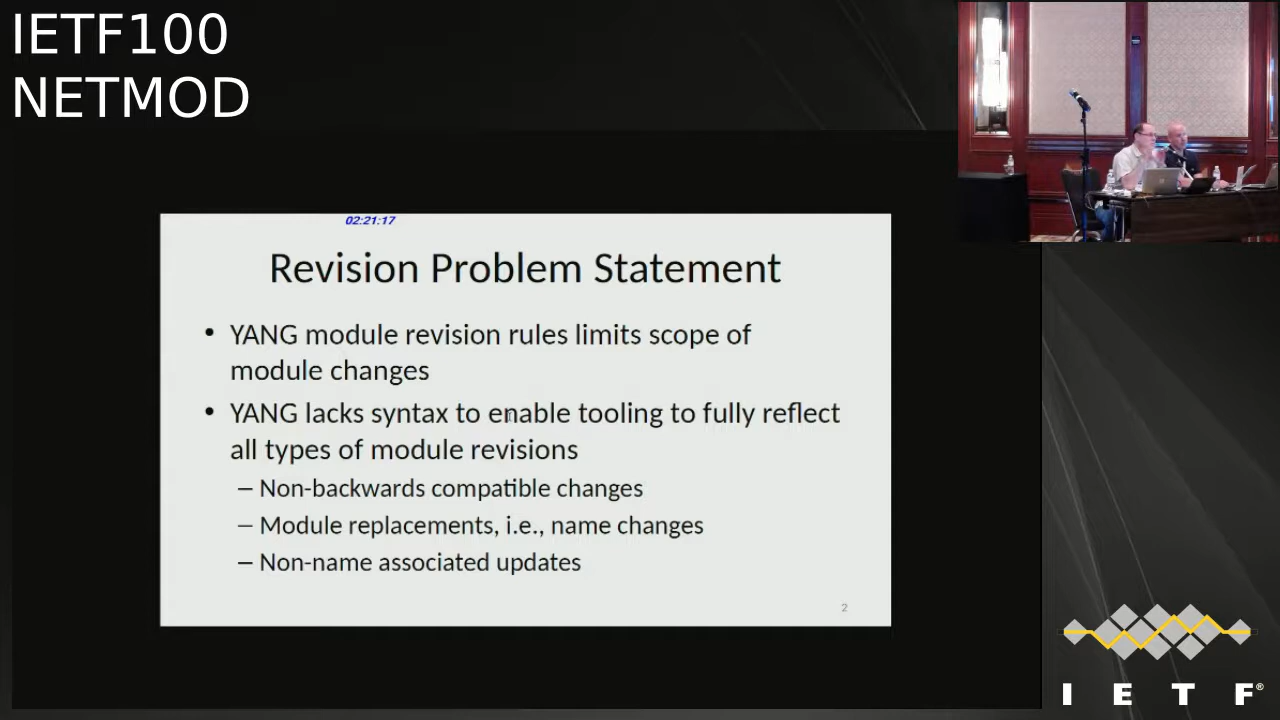 IETF100
NETMOD
02:21:17
Revision Problem Statement
• YANG module revision rules limits scope of
module changes
• YANG lacks syntax to enable tooling to fully reflect
all types of module revisions
– Non-backwards compatible changes
– Module replacements, i.e., name changes
– Non-name associated updates
2
I E T F®